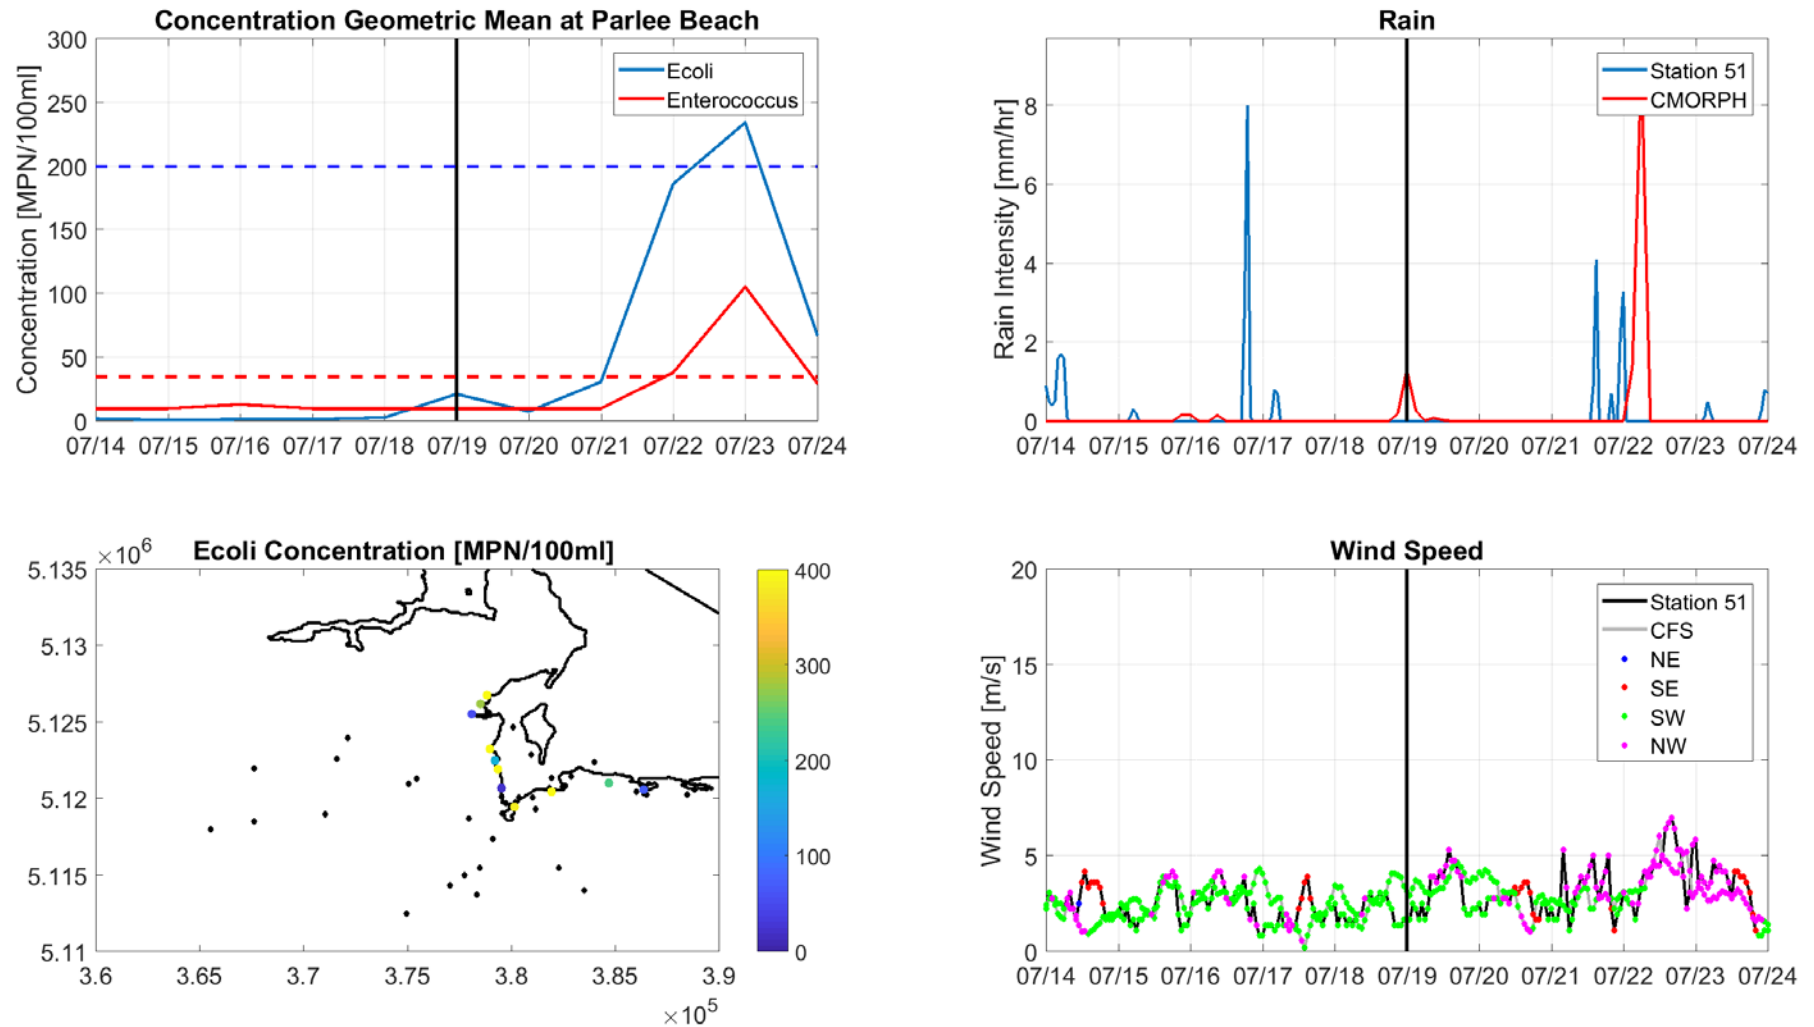 Concentration Geometric Mean at Parlee Beach
Concentration [MPN/100ml]
300
250
200
150
100
50
0
Ecoli
Enterococcus
07/14 07/15 07/16 07/17 07/18 07/19 07/20 07/21 07/22 07/23 07/24
Rain
Rain Intensity [mm/hr]
8
6
4
2
0
Station 51
CMORPH
07/14 07/15 07/16 07/17 07/18 07/19 07/20 07/21 07/22 07/23 07/24
Ecoli Concentration [MPN/100ml]
×10⁶
5.135
5.13
5.125
5.12
5.115
5.11
3.6 3.65 3.7 3.75 3.8 3.85 3.9
×10⁵
400
300
200
100
0
Wind Speed
Wind Speed [m/s]
20
15
10
5
0
Station 51
CFS
NE
SE
SW
NW
07/14 07/15 07/16 07/17 07/18 07/19 07/20 07/21 07/22 07/23 07/24